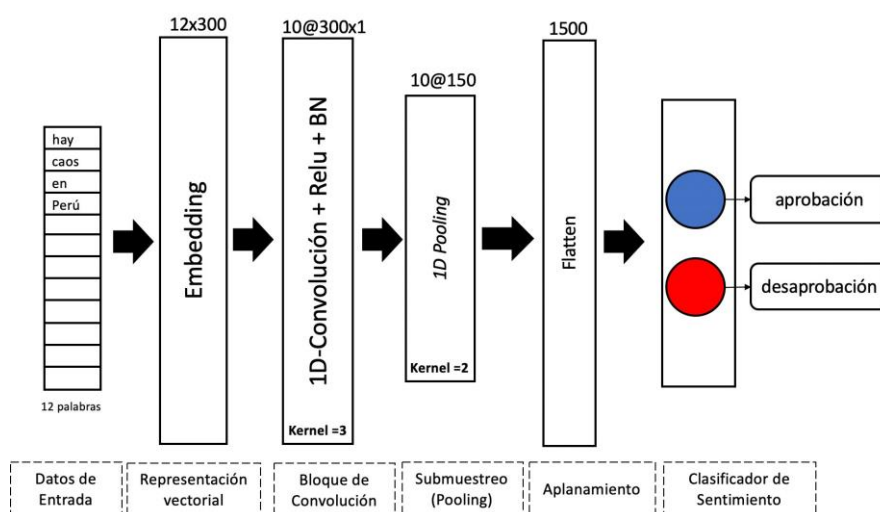 12x300
10@300x1
10@150
1500
hay
caos
en
Perú
12 palabras
Embedding
1D-Convolución + Relu + BN
Kernel =3
1D Pooling
Kernel =2
Flatten
aprobación
desaprobación
Datos de
Entrada
Representación
vectorial
Bloque de
Convolución
Submuestreo
(Pooling)
Aplanamiento
Clasificador de
Sentimiento